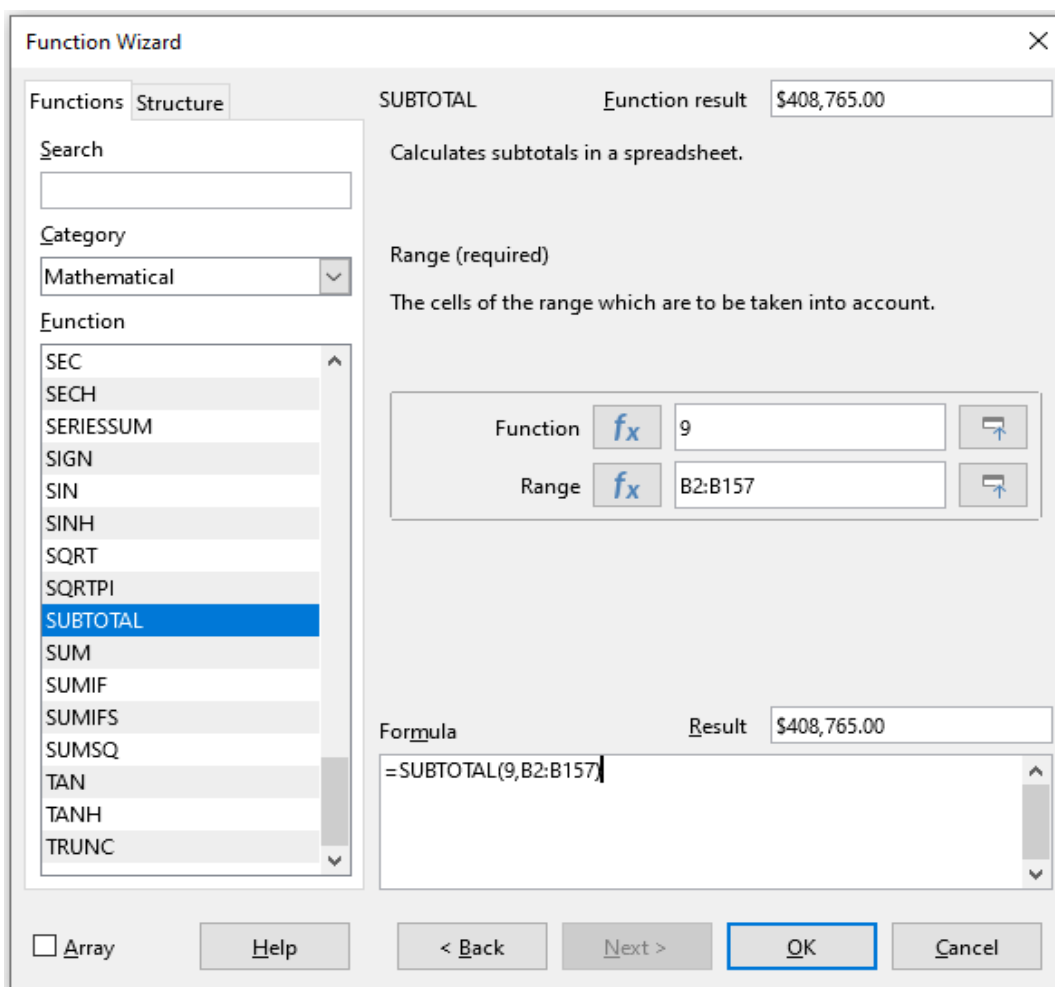 Function Wizard
Functions Structure
Search
Category
Mathematical
Function
SEC
SECH
SERIESSUM
SIGN
SIN
SINH
SQRT
SQRTPI
SUBTOTAL
SUM
SUMIF
SUMIFS
SUMSQ
TAN
TANH
TRUNC
SUBTOTAL Function result $408,765.00
Calculates subtotals in a spreadsheet.
Range (required)
The cells of the range which are to be taken into account.
Function fx 9
Range fx B2:B157
Formula Result $408,765.00
=SUBTOTAL(9,B2:B157)
Array Help < Back Next > OK Cancel